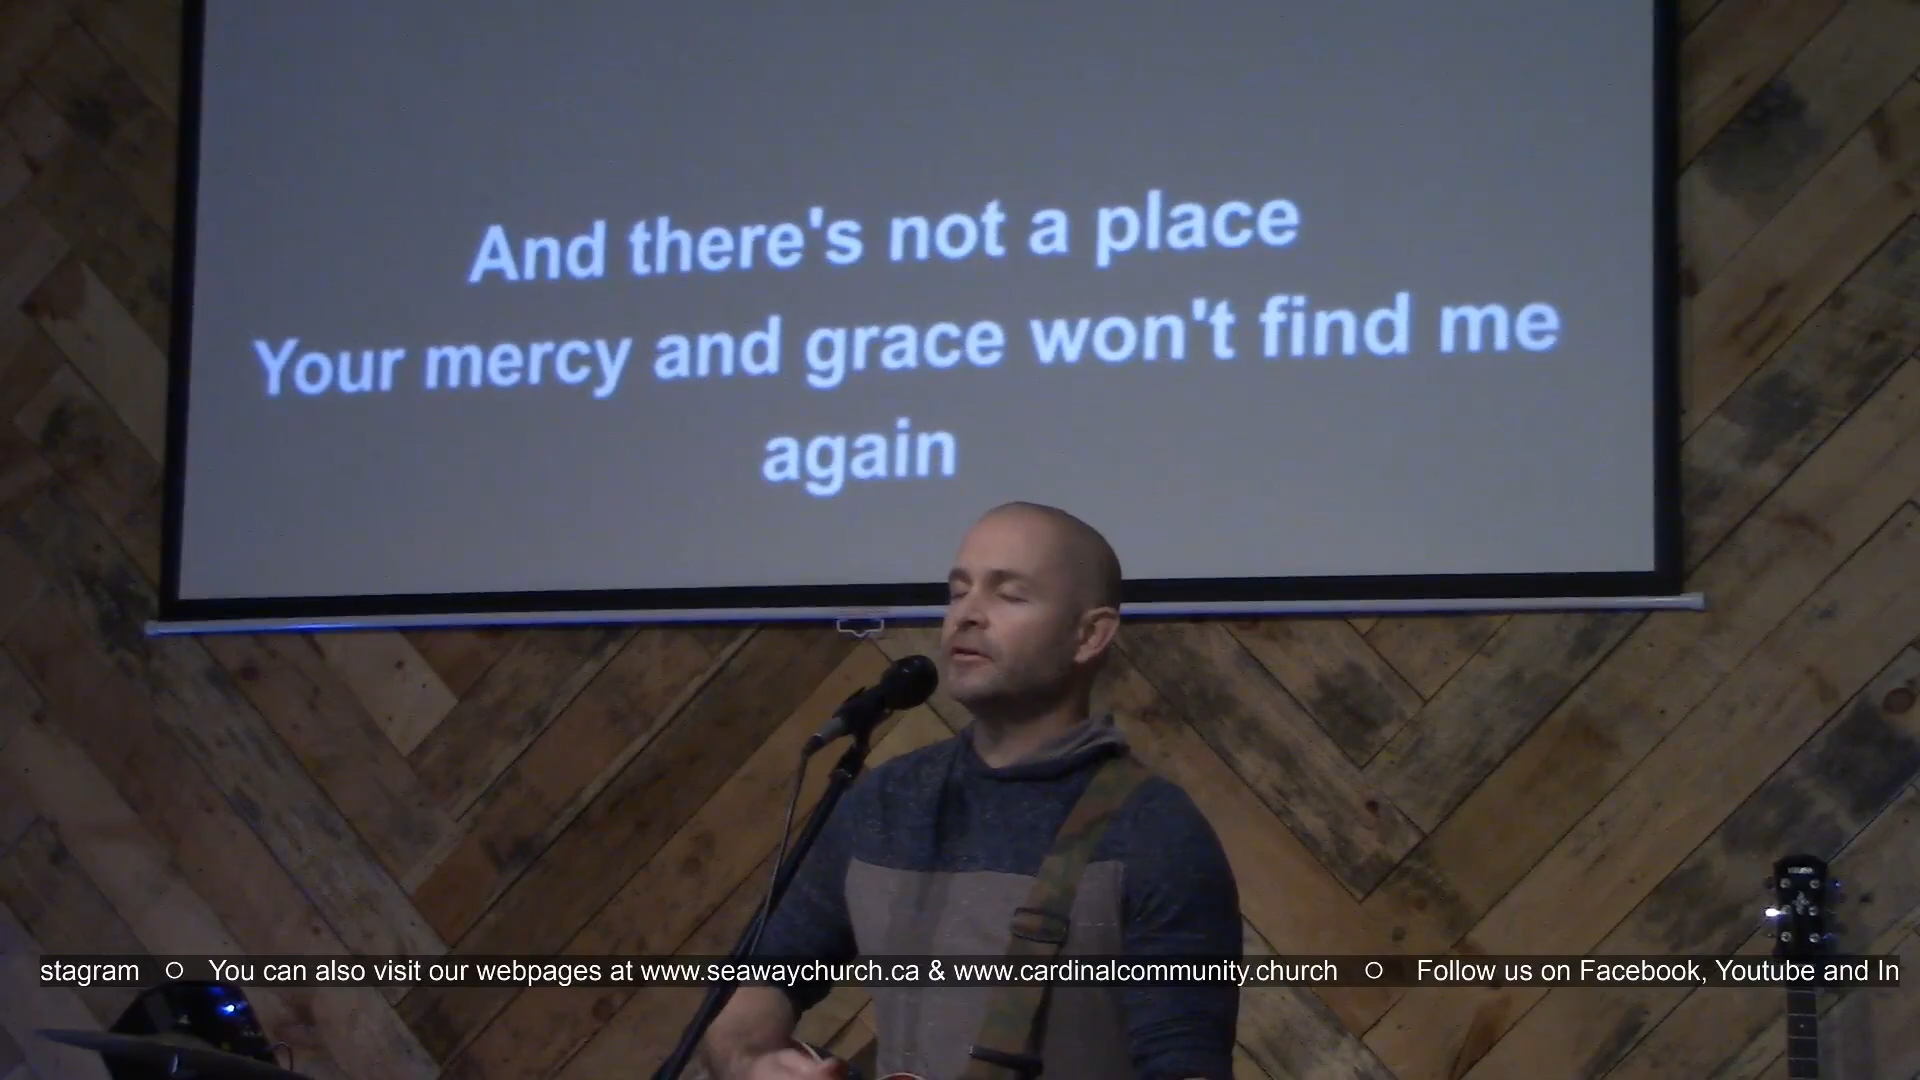 And there's not a place
Your mercy and grace won't find me
again
stagram O You can also visit our webpages at www.seawaychurch.ca & www.cardinalcommunity.church O Follow us on Facebook, Youtube and In